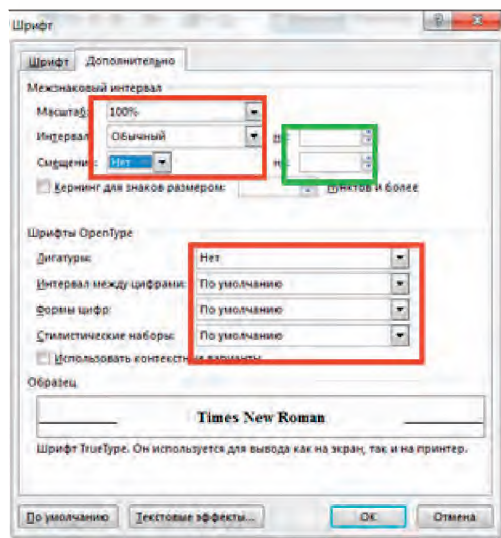 Шрифт
Шрифт Дополнительно
Межзнаковый интервал
Масштаб: 100%
Интервал: Обычный на:
Смещение: Нет на:
Кернинг для знаков размером: пунктов и более
Шрифты OpenType
Лигатуры: Нет
Интервал между цифрами: По умолчанию
Формы цифр: По умолчанию
Стилистические наборы: По умолчанию
Использовать контекстные варианты
Образец
Times New Roman
Шрифт TrueType. Он используется для вывода как на экран, так и на принтер.
По умолчанию Текстовые эффекты... ОК Отмена